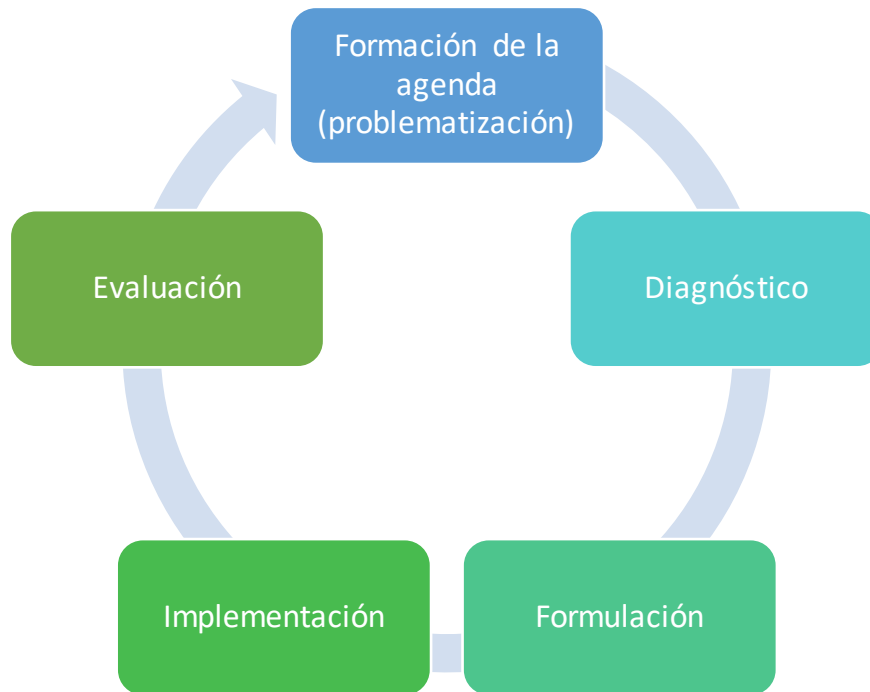 Formación de la
agenda
(problematización)
Diagnóstico
Formulación
Implementación
Evaluación